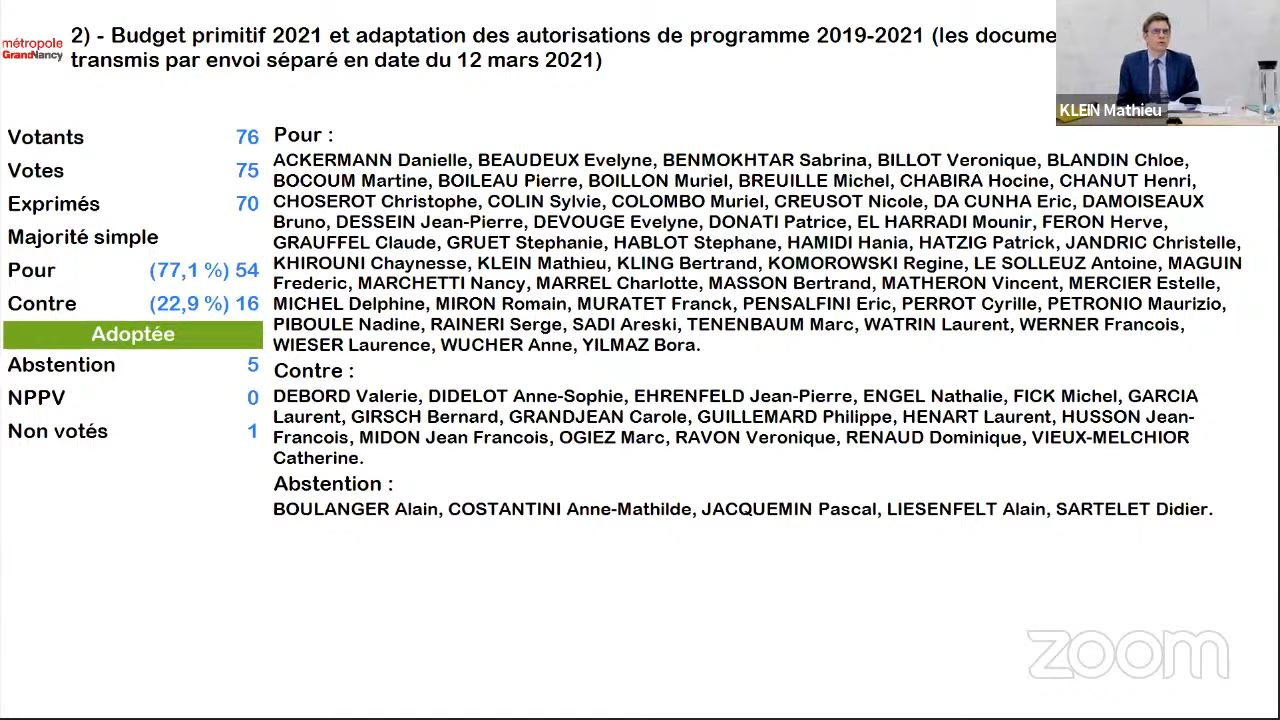 métropole
GrandNancy
2) - Budget primitif 2021 et adaptation des autorisations de programme 2019-2021 (les docume
transmis par envoi séparé en date du 12 mars 2021)
KLEIN Mathieu
Votants 76
Votes 75
Exprimés 70
Majorité simple
Pour (77,1 %) 54
Contre (22,9 %) 16
Adoptée
Abstention 5
NPPV 0
Non votés 1
Pour :
ACKERMANN Danielle, BEAUDEUX Evelyne, BENMOKHTAR Sabrina, BILLOT Veronique, BLANDIN Chloe,
BOCOUM Martine, BOILEAU Pierre, BOILLON Muriel, BREUILLE Michel, CHABIRA Hocine, CHANUT Henri,
CHOSEROT Christophe, COLIN Sylvie, COLOMBO Muriel, CREUSOT Nicole, DA CUNHA Eric, DAMOISEAUX
Bruno, DESSEIN Jean-Pierre, DEVOUGE Evelyne, DONATI Patrice, EL HARRADI Mounir, FERON Herve,
GRAUFFEL Claude, GRUET Stephanie, HABLOT Stephane, HAMIDI Hania, HATZIG Patrick, JANDRIC Christelle,
KHIROUNI Chaynesse, KLEIN Mathieu, KLING Bertrand, KOMOROWSKI Regine, LE SOLLEUZ Antoine, MAGUIN
Frederic, MARCHETTI Nancy, MARREL Charlotte, MASSON Bertrand, MATHERON Vincent, MERCIER Estelle,
MICHEL Delphine, MIRON Romain, MURATET Franck, PENSALFINI Eric, PERROT Cyrille, PETRONIO Maurizio,
PIBOULE Nadine, RAINERI Serge, SADI Areski, TENENBAUM Marc, WATRIN Laurent, WERNER Francois,
WIESER Laurence, WUCHER Anne, YILMAZ Bora.
Contre :
DEBORD Valerie, DIDELOT Anne-Sophie, EHRENFELD Jean-Pierre, ENGEL Nathalie, FICK Michel, GARCIA
Laurent, GIRSCH Bernard, GRANDJEAN Carole, GUILLEMARD Philippe, HENART Laurent, HUSSON Jean-
Francois, MIDON Jean Francois, OGIEZ Marc, RAVON Veronique, RENAUD Dominique, VIEUX-MELCHIOR
Catherine.
Abstention :
BOULANGER Alain, COSTANTINI Anne-Mathilde, JACQUEMIN Pascal, LIESENFELT Alain, SARTELET Didier.
zoom